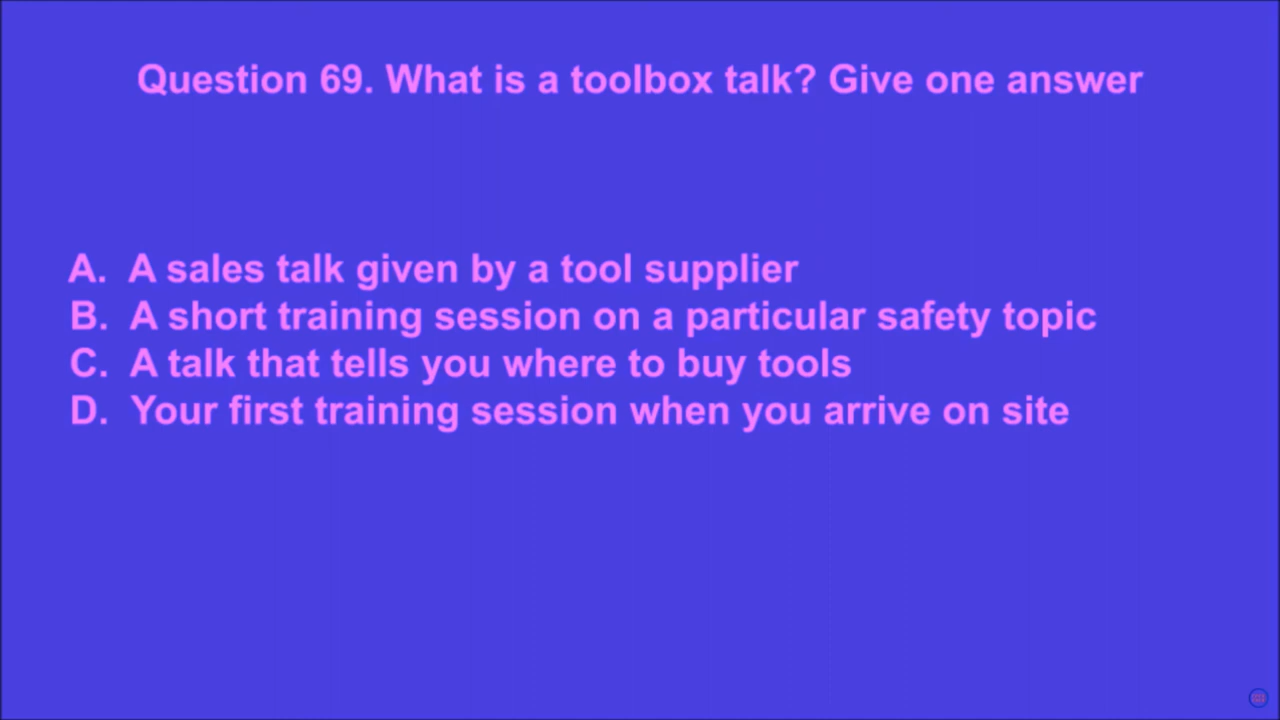 Question 69. What is a toolbox talk? Give one answer
A. A sales talk given by a tool supplier
B. A short training session on a particular safety topic
C. A talk that tells you where to buy tools
D. Your first training session when you arrive on site